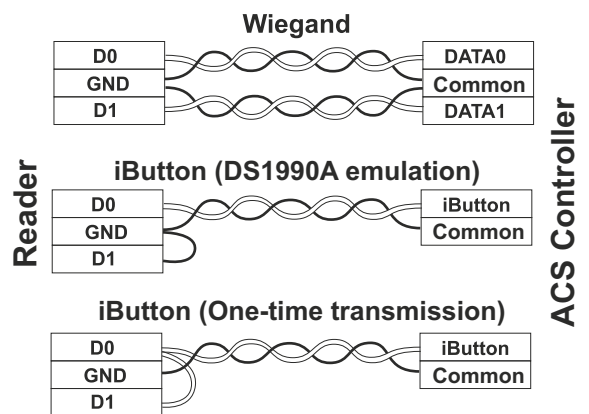 Wiegand
D0
GND
D1
DATA0
Common
DATA1
Reader
ACS Controller
iButton (DS1990A emulation)
D0
GND
D1
iButton
Common
iButton (One-time transmission)
D0
GND
D1
iButton
Common